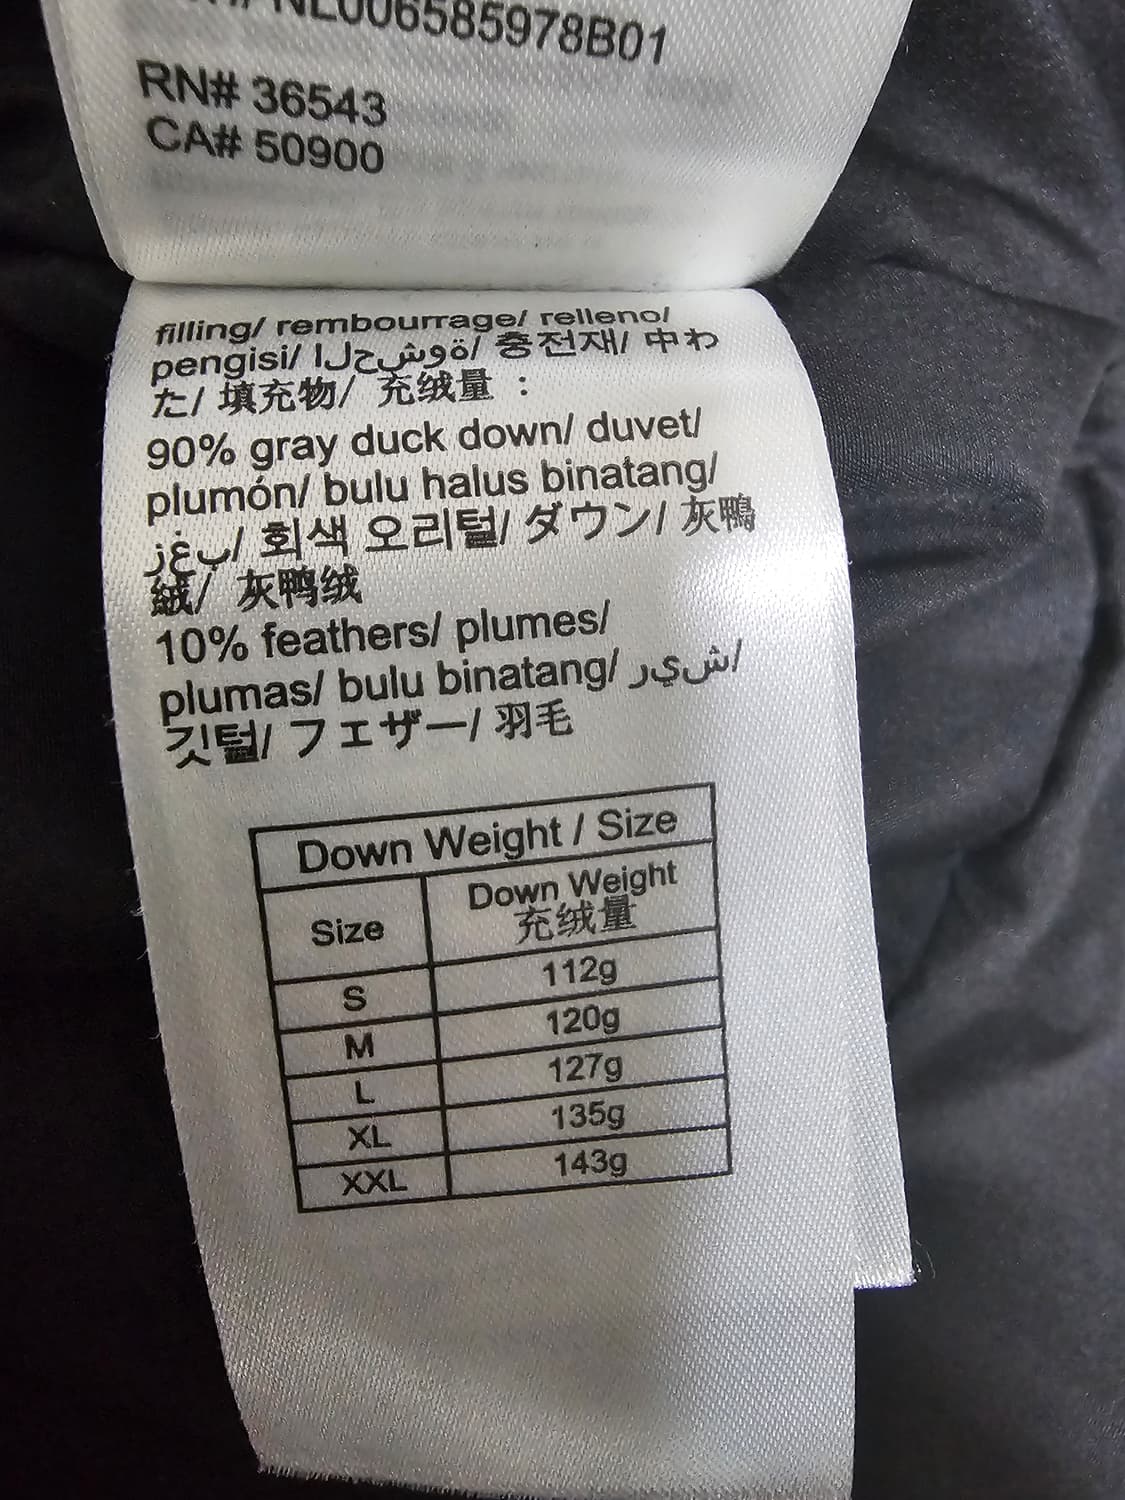 NL006585978B01
RN# 36543
CA# 50900
filling/ rembourrage/ relleno/
pengisi/ ﺍﻝﺡﺵﻭﺓ/ 충전재/ 中わ
た/ 填充物/ 充绒量 :
90% gray duck down/ duvet/
plumón/ bulu halus binatang/
ﺯﻍﺏ/ 회색 오리털/ ダウン/ 灰鴨
絨/ 灰鸭绒
10% feathers/ plumes/
plumas/ bulu binatang/ ﺭﻱﺵ/
깃털/ フェザー/ 羽毛
Down Weight / Size
Size Down Weight
充绒量
S 112g
M 120g
L 127g
XL 135g
XXL 143g